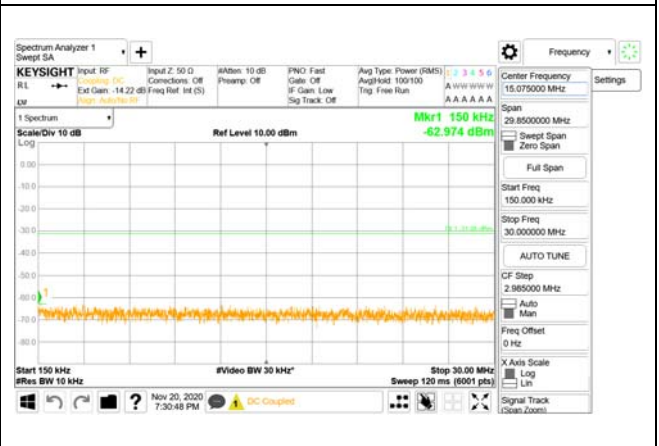 Spectrum Analyzer 1
Swept SA
+
Frequency
KEYSIGHT
RL
Input: RF
Coupling: DC
Ext Gain: -14.22 dB
Align: Auto/No RF
Input Z: 50 Ω
Corrections: Off
Freq Ref: Int (S)
#Atten: 10 dB
Preamp: Off
PNO: Fast
Gate: Off
IF Gain: Low
Sig Track: Off
Avg Type: Power (RMS)
Avg|Hold: 100/100
Trig: Free Run
1 2 3 4 5 6
A W W W W W
A A A A A A
1 Spectrum
Scale/Div 10 dB
Log
Ref Level 10.00 dBm
Mkr1 150 kHz
-62.974 dBm
0.00
-10.0
-20.0
-30.0
-40.0
-50.0
-60.0
-70.0
-80.0
1
Start 150 kHz
#Res BW 10 kHz
#Video BW 30 kHz*
Stop 30.00 MHz
Sweep 120 ms (6001 pts)
?
Nov 20, 2020
7:30:48 PM
DC Coupled
Center Frequency
15.075000 MHz
Settings
Span
29.8500000 MHz
Swept Span
Zero Span
Full Span
Start Freq
150.000 kHz
Stop Freq
30.000000 MHz
AUTO TUNE
CF Step
2.985000 MHz
Auto
Man
Freq Offset
0 Hz
X Axis Scale
Log
Lin
Signal Track
(Span Zoom)